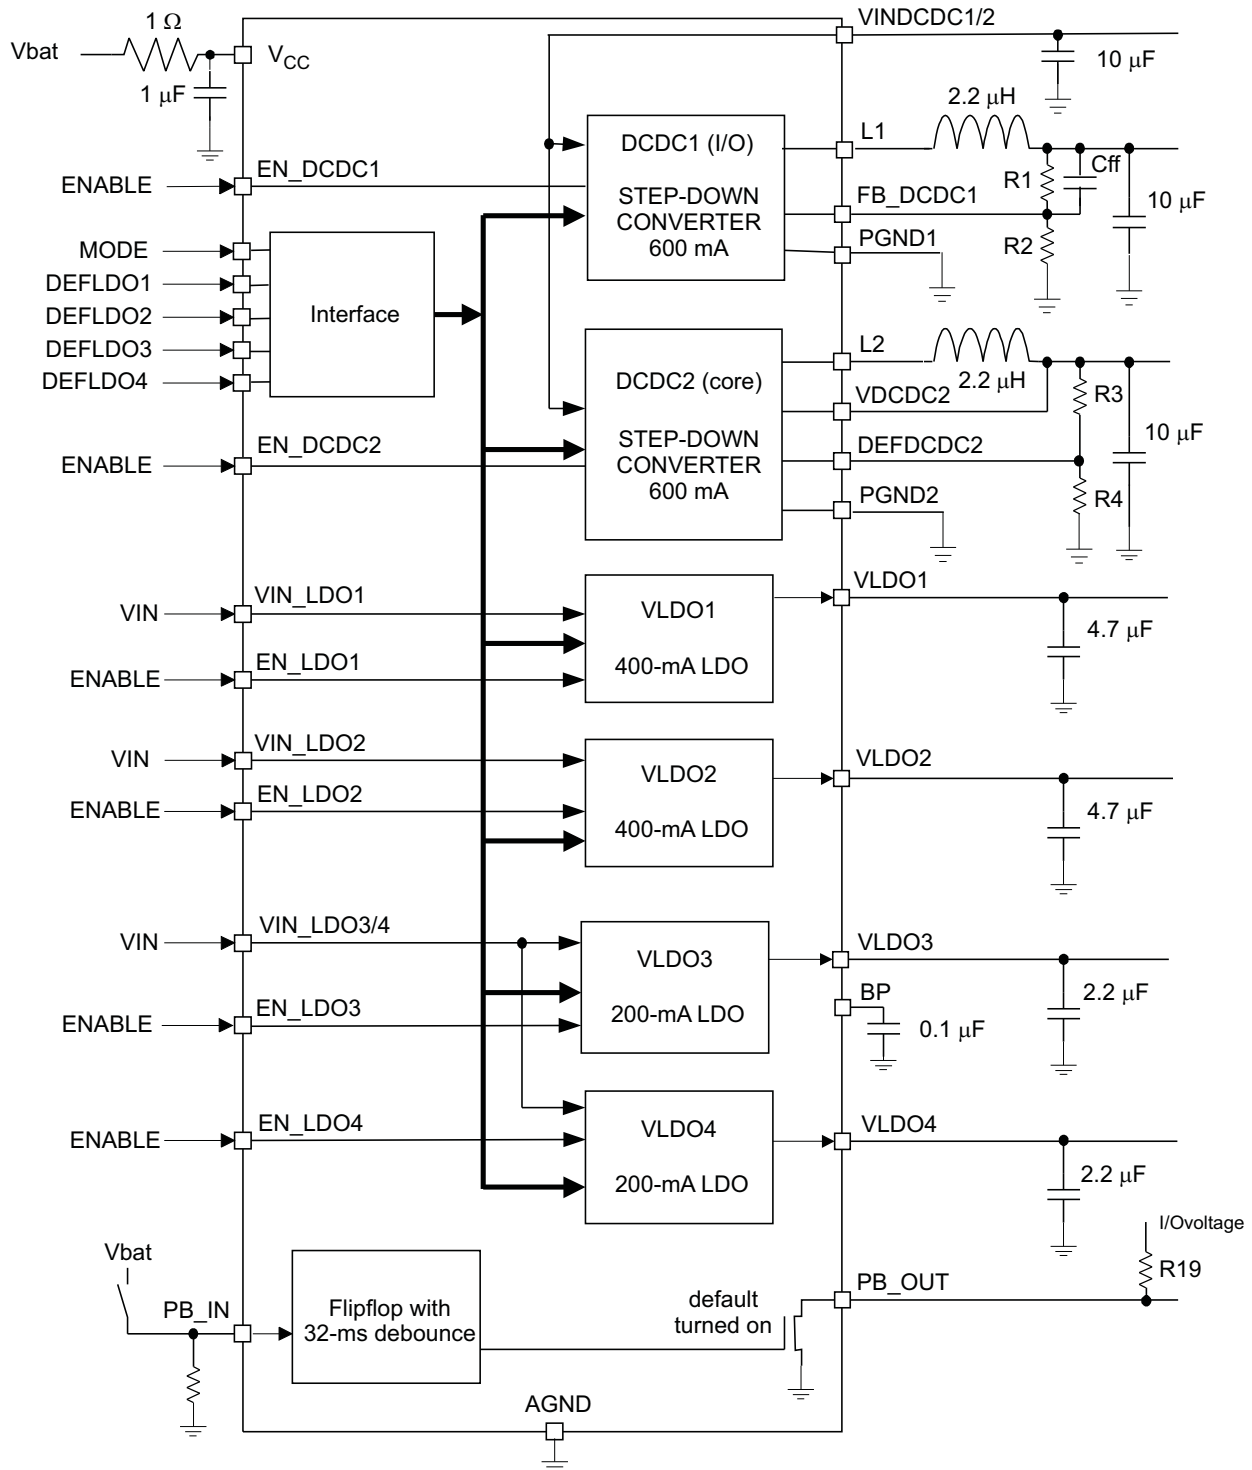 1 Ω
Vbat
V_CC
1 μF
VINDCDC1/2
10 μF
2.2 μH
ENABLE
EN_DCDC1
DCDC1 (I/O)
STEP-DOWN
CONVERTER
600 mA
L1
R1
Cff
10 μF
FB_DCDC1
R2
PGND1
MODE
DEFLDO1
DEFLDO2
DEFLDO3
DEFLDO4
Interface
ENABLE
EN_DCDC2
DCDC2 (core)
STEP-DOWN
CONVERTER
600 mA
L2
2.2 μH
VDCDC2
R3
10 μF
DEFDCDC2
R4
PGND2
VIN
VIN_LDO1
ENABLE
EN_LDO1
VLDO1
400-mA LDO
VLDO1
4.7 μF
VIN
VIN_LDO2
ENABLE
EN_LDO2
VLDO2
400-mA LDO
VLDO2
4.7 μF
VIN
VIN_LDO3/4
ENABLE
EN_LDO3
VLDO3
200-mA LDO
VLDO3
2.2 μF
BP
0.1 μF
ENABLE
EN_LDO4
VLDO4
200-mA LDO
VLDO4
2.2 μF
I/Ovoltage
R19
Vbat
PB_IN
Flipflop with
32-ms debounce
default
turned on
PB_OUT
AGND